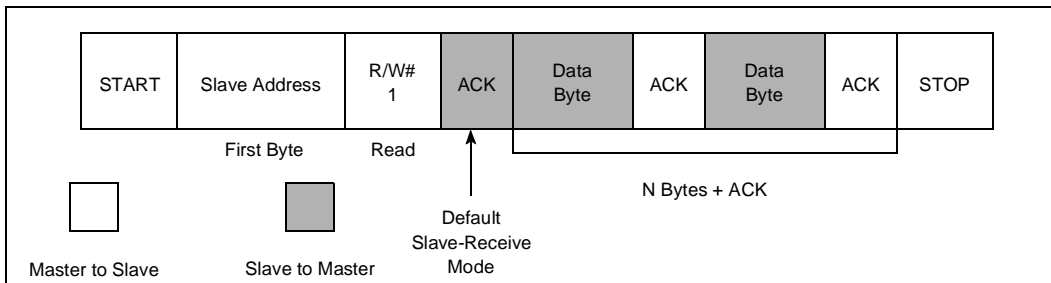 START
Slave Address
R/W#
1
ACK
Data
Byte
ACK
Data
Byte
ACK
STOP
First Byte
Read
N Bytes + ACK
Default
Slave-Receive
Mode
Master to Slave
Slave to Master